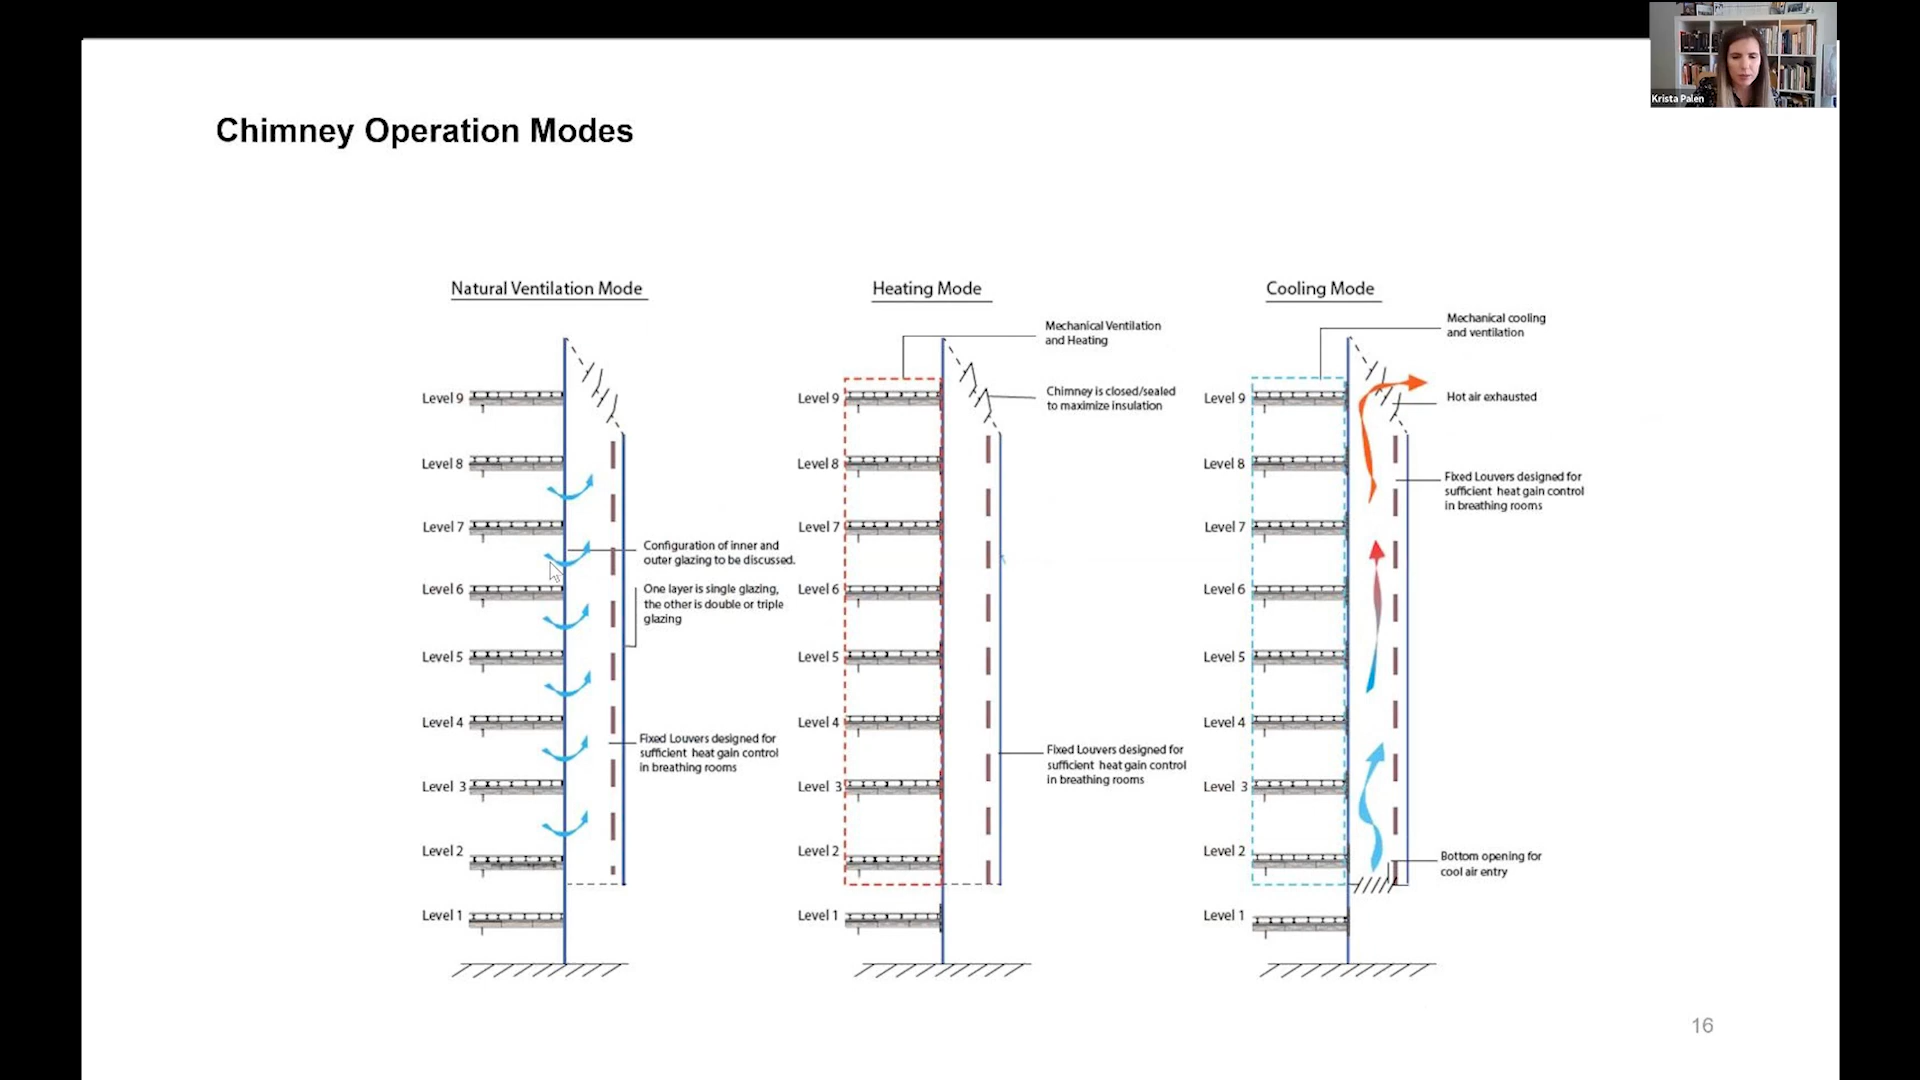 Krista Palen
Chimney Operation Modes
Natural Ventilation Mode
Level 9
Level 8
Level 7
Level 6
Level 5
Level 4
Level 3
Level 2
Level 1
Configuration of inner and
outer glazing to be discussed.
One layer is single glazing,
the other is double or triple
glazing
Fixed Louvers designed for
sufficient heat gain control
in breathing rooms
Heating Mode
Mechanical Ventilation
and Heating
Chimney is closed/sealed
to maximize insulation
Level 9
Level 8
Level 7
Level 6
Level 5
Level 4
Level 3
Level 2
Level 1
Fixed Louvers designed for
sufficient heat gain control
in breathing rooms
Cooling Mode
Mechanical cooling
and ventilation
Hot air exhausted
Level 9
Level 8
Level 7
Level 6
Level 5
Level 4
Level 3
Level 2
Level 1
Fixed Louvers designed for
sufficient heat gain control
in breathing rooms
Bottom opening for
cool air entry
16